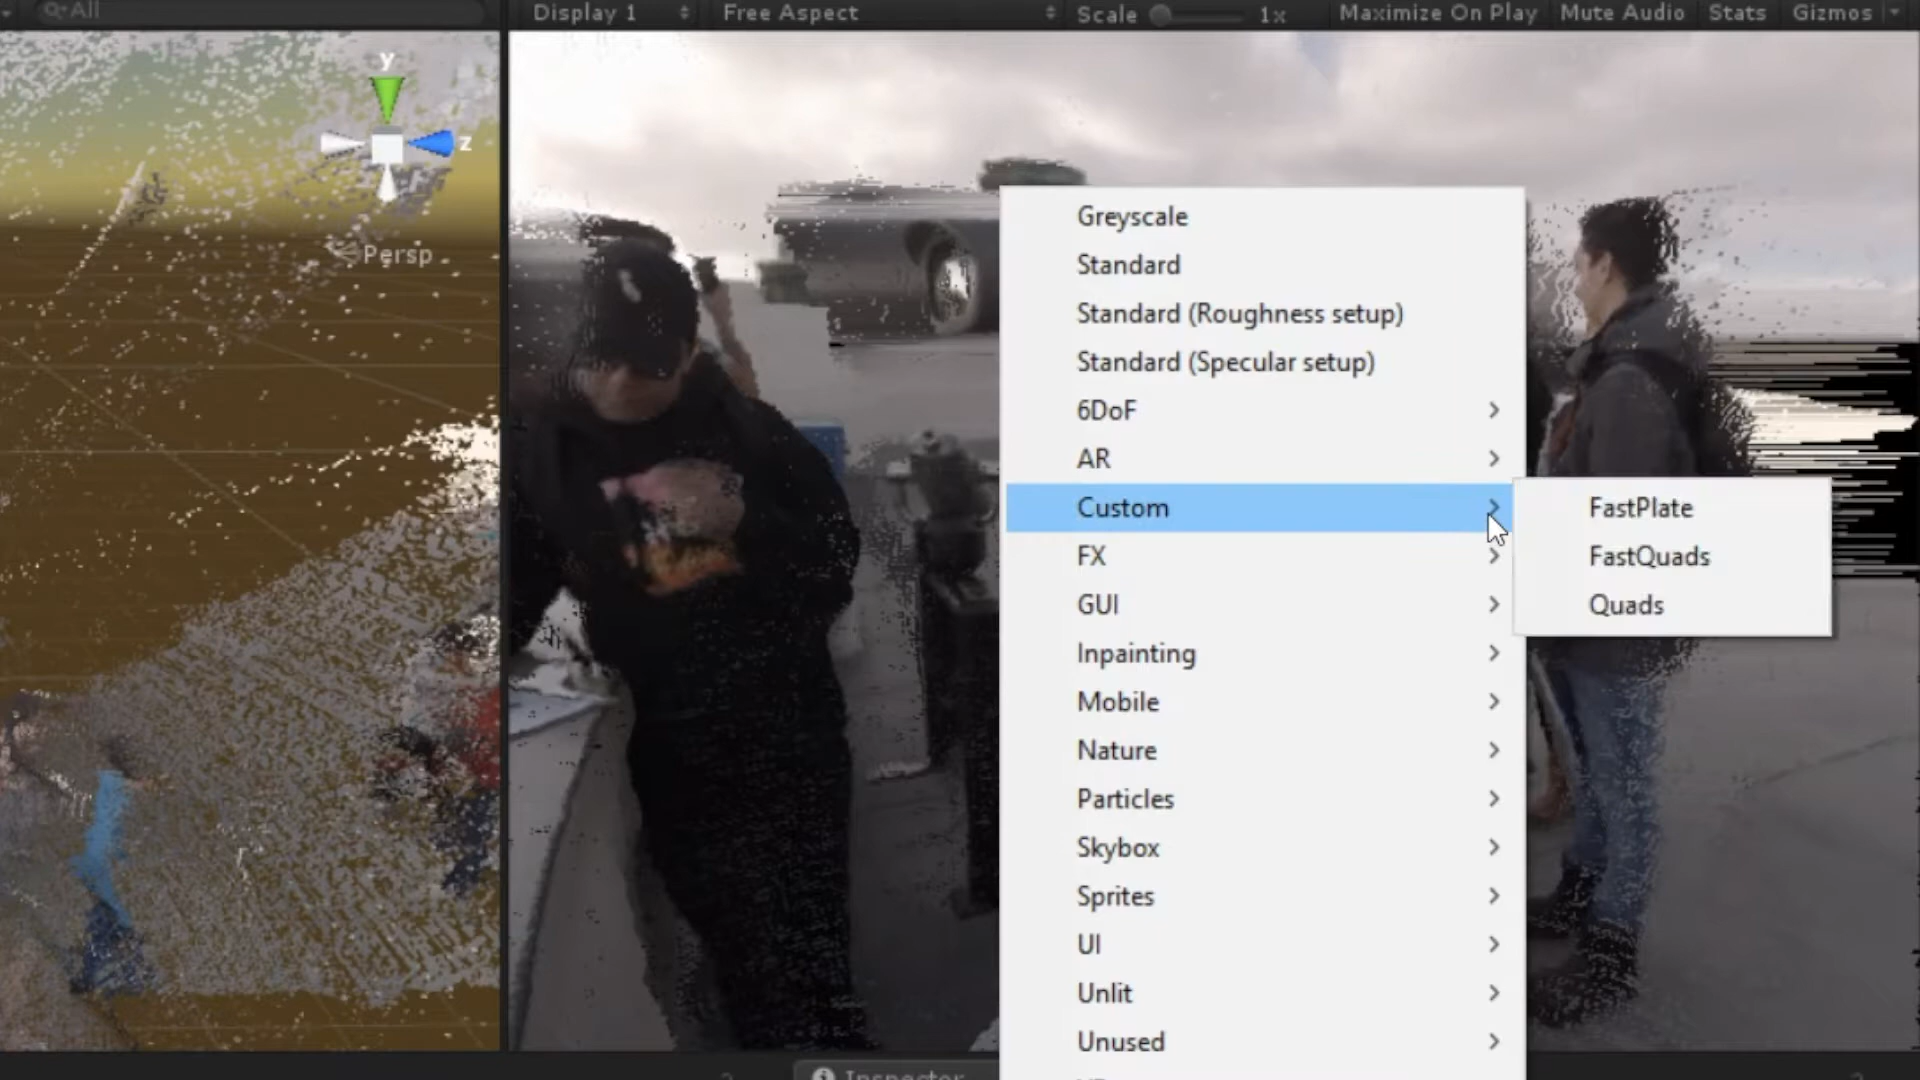 All
Display 1
Free Aspect
Scale
1x
Maximize On Play
Mute Audio
Stats
Gizmos
y
z
Persp
Greyscale
Standard
Standard (Roughness setup)
Standard (Specular setup)
6DoF
AR
Custom
FX
GUI
Inpainting
Mobile
Nature
Particles
Skybox
Sprites
UI
Unlit
Unused
FastPlate
FastQuads
Quads
Inspector